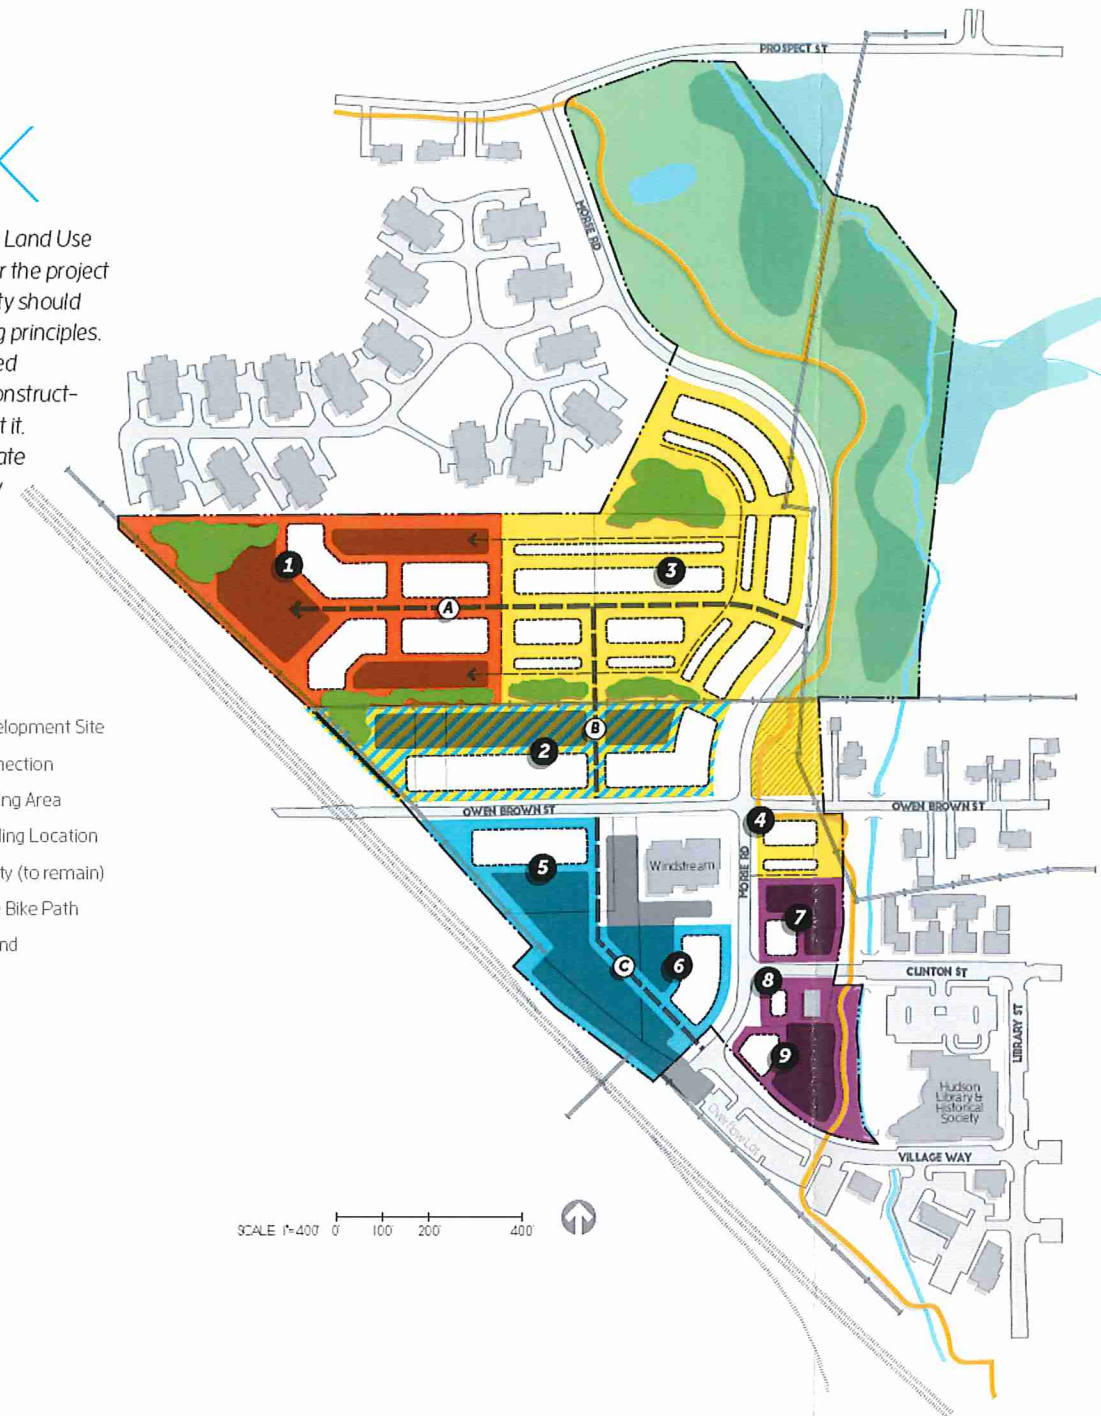 Land Use
r the project
ty should
g principles.
ed
onstruct-
t it.
ate
elopment Site
nection
ing Area
ding Location
ty (to remain)
Bike Path
nd
PROSPECT ST
MORSE RD
1
A
3
B
2
OWEN BROWN ST
OWEN BROWN ST
4
5
Windstream
MORSE RD
7
C
6
8
CLINTON ST
LIBRARY ST
9
Hudson
Library &
Historical
Society
Overflow Lot
VILLAGE WAY
SCALE 1"=400' 0' 100' 200' 400'